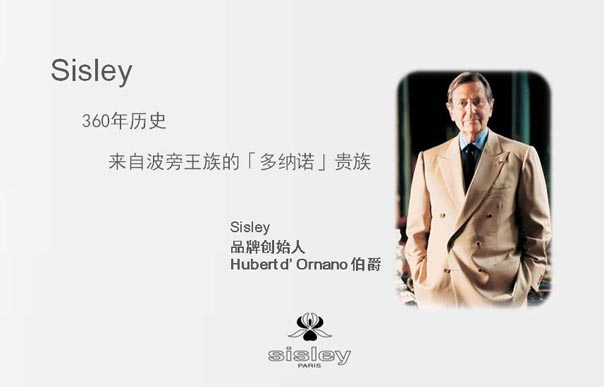 Sisley
360年历史
来自波旁王族的「多纳诺」贵族
Sisley
品牌创始人
Hubert d’ Ornano 伯爵
sisley
PARIS